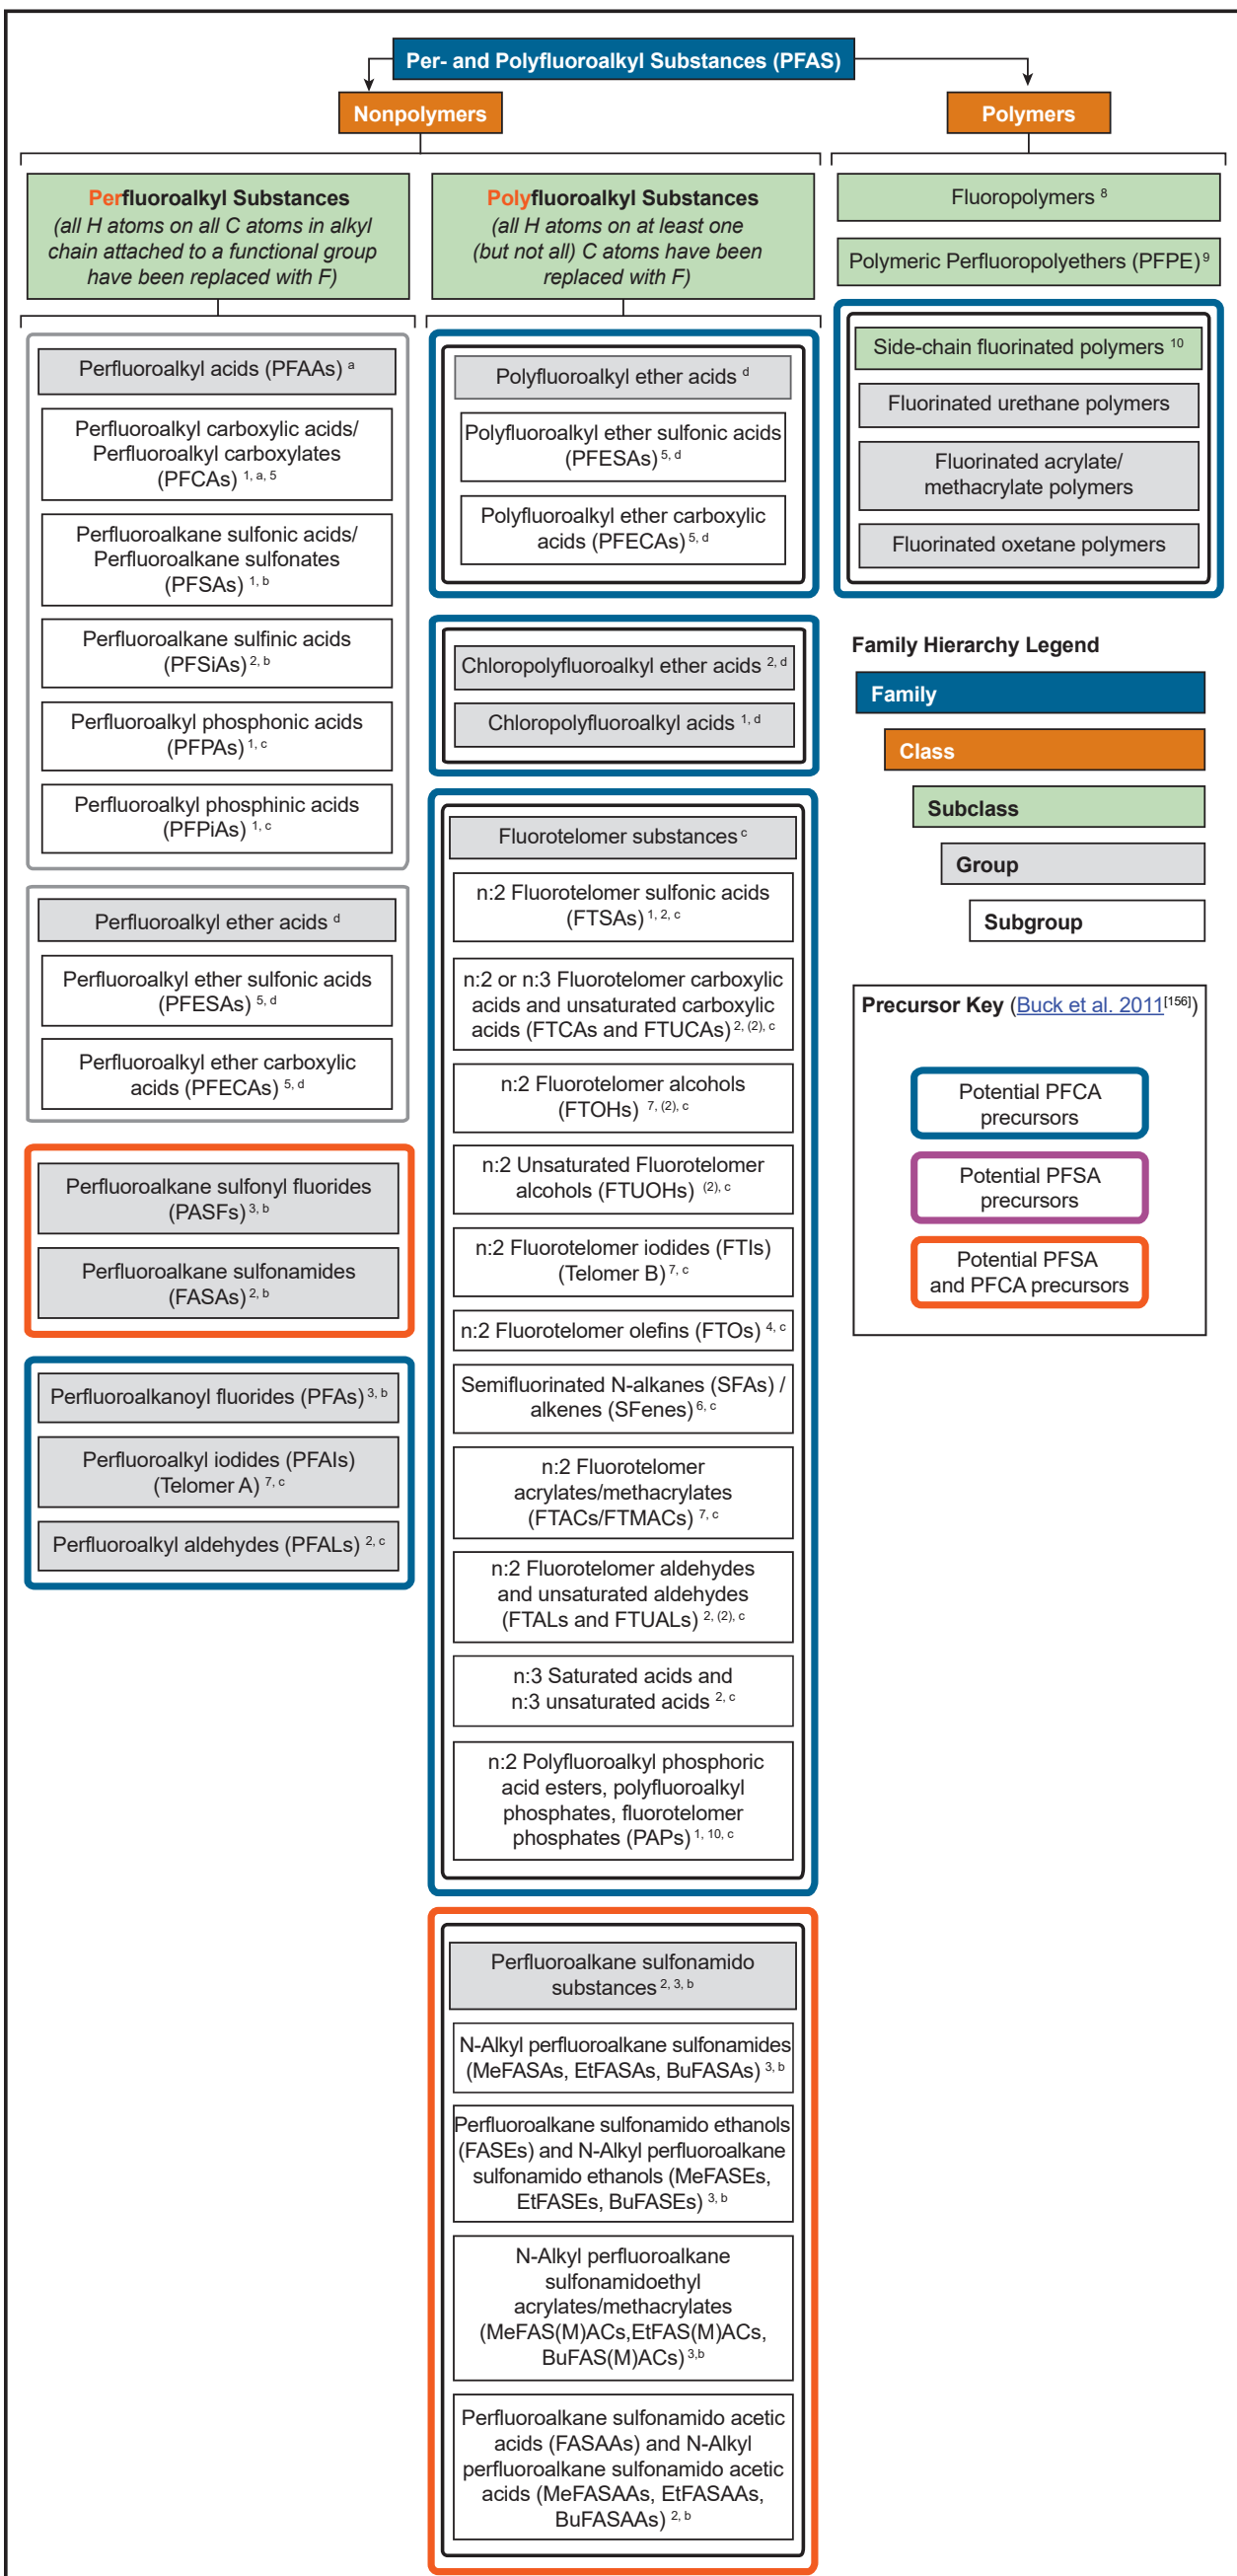 Per- and Polyfluoroalkyl Substances (PFAS)
Nonpolymers
Polymers
Perfluoroalkyl Substances
(all H atoms on all C atoms in alkyl
chain attached to a functional group
have been replaced with F)
Perfluoroalkyl acids (PFAAs) a
Perfluoroalkyl carboxylic acids/
Perfluoroalkyl carboxylates
(PFCAs) 1, a, 5
Perfluoroalkane sulfonic acids/
Perfluoroalkane sulfonates
(PFSAs) 1, b
Perfluoroalkane sulfinic acids
(PFSiAs) 2, b
Perfluoroalkyl phosphonic acids
(PFPAs) 1, c
Perfluoroalkyl phosphinic acids
(PFPiAs) 1, c
Perfluoroalkyl ether acids d
Perfluoroalkyl ether sulfonic acids
(PFESAs) 5, d
Perfluoroalkyl ether carboxylic
acids (PFECAs) 5, d
Perfluoroalkane sulfonyl fluorides
(PASFs) 3, b
Perfluoroalkane sulfonamides
(FASAs) 2, b
Perfluoroalkanoyl fluorides (PFAs) 3, b
Perfluoroalkyl iodides (PFAIs)
(Telomer A) 7, c
Perfluoroalkyl aldehydes (PFALs) 2, c
Polyfluoroalkyl Substances
(all H atoms on at least one
(but not all) C atoms have been
replaced with F)
Polyfluoroalkyl ether acids d
Polyfluoroalkyl ether sulfonic acids
(PFESAs) 5, d
Polyfluoroalkyl ether carboxylic
acids (PFECAs) 5, d
Chloropolyfluoroalkyl ether acids 2, d
Chloropolyfluoroalkyl acids 1, d
Fluorotelomer substances c
n:2 Fluorotelomer sulfonic acids
(FTSAs) 1, 2, c
n:2 or n:3 Fluorotelomer carboxylic
acids and unsaturated carboxylic
acids (FTCAs and FTUCAs) 2, (2), c
n:2 Fluorotelomer alcohols
(FTOHs) 7, (2), c
n:2 Unsaturated Fluorotelomer
alcohols (FTUOHs) (2), c
n:2 Fluorotelomer iodides (FTIs)
(Telomer B) 7, c
n:2 Fluorotelomer olefins (FTOs) 4, c
Semifluorinated N-alkanes (SFAs) /
alkenes (SFenes) 6, c
n:2 Fluorotelomer
acrylates/methacrylates
(FTACs/FTMACs) 7, c
n:2 Fluorotelomer aldehydes
and unsaturated aldehydes
(FTALs and FTUALs) 2, (2), c
n:3 Saturated acids and
n:3 unsaturated acids 2, c
n:2 Polyfluoroalkyl phosphoric
acid esters, polyfluoroalkyl
phosphates, fluorotelomer
phosphates (PAPs) 1, 10, c
Perfluoroalkane sulfonamido
substances 2, 3, b
N-Alkyl perfluoroalkane sulfonamides
(MeFASAs, EtFASAs, BuFASAs) 3, b
Perfluoroalkane sulfonamido ethanols
(FASEs) and N-Alkyl perfluoroalkane
sulfonamido ethanols (MeFASEs,
EtFASEs, BuFASEs) 3, b
N-Alkyl perfluoroalkane
sulfonamidoethyl
acrylates/methacrylates
(MeFAS(M)ACs,EtFAS(M)ACs,
BuFAS(M)ACs) 3,b
Perfluoroalkane sulfonamido acetic
acids (FASAAs) and N-Alkyl
perfluoroalkane sulfonamido acetic
acids (MeFASAAs, EtFASAAs,
BuFASAAs) 2, b
Fluoropolymers 8
Polymeric Perfluoropolyethers (PFPE) 9
Side-chain fluorinated polymers 10
Fluorinated urethane polymers
Fluorinated acrylate/
methacrylate polymers
Fluorinated oxetane polymers
Family Hierarchy Legend
Family
Class
Subclass
Group
Subgroup
Precursor Key (Buck et al. 2011[156])
Potential PFCA
precursors
Potential PFSA
precursors
Potential PFSA
and PFCA precursors